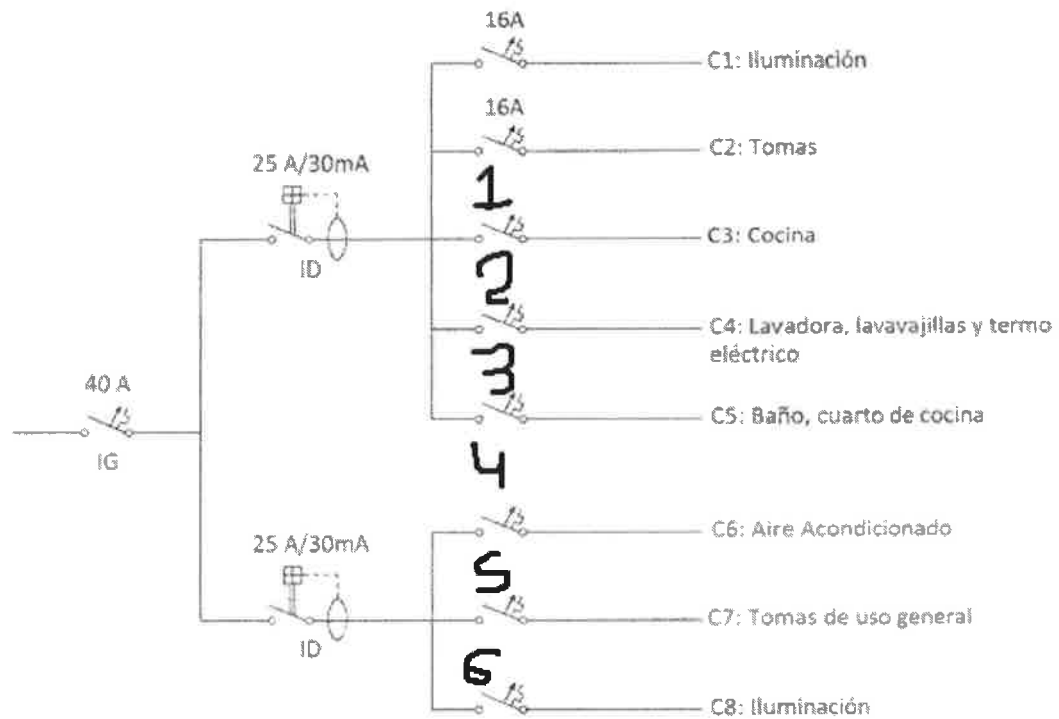 16A
C1: Iluminación
16A
C2: Tomas
25 A/30mA
1
ID
C3: Cocina
2
C4: Lavadora, lavavajillas y termo
eléctrico
3
40 A
IG
C5: Baño, cuarto de cocina
4
C6: Aire Acondicionado
25 A/30mA
5
ID
C7: Tomas de uso general
6
C8: Iluminación